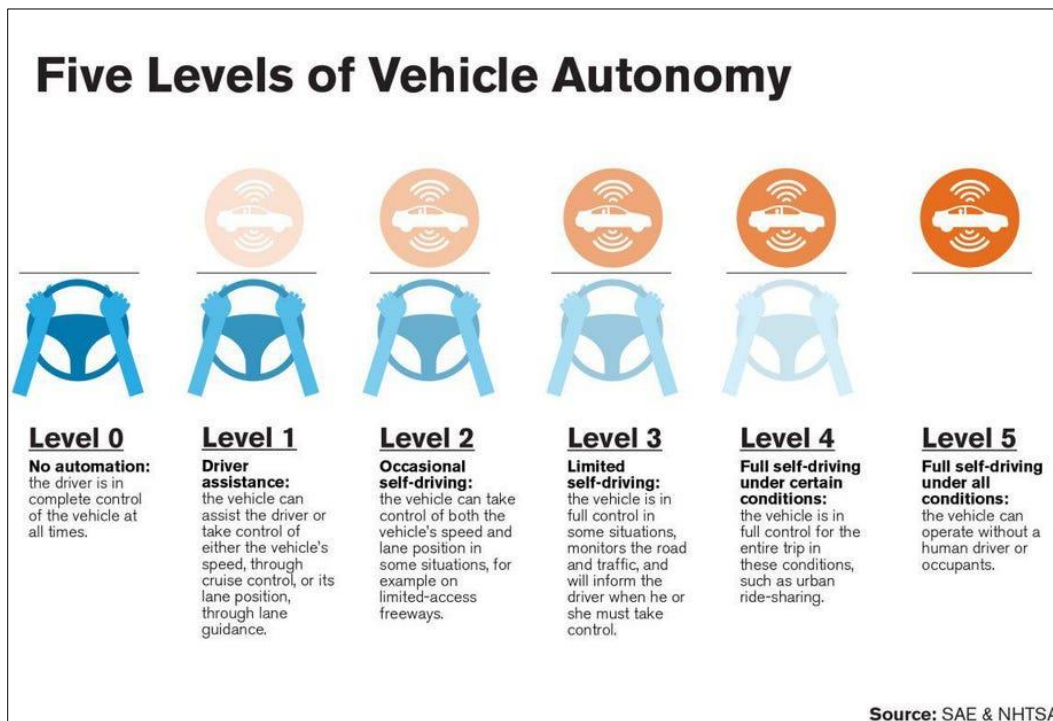 Five Levels of Vehicle Autonomy
Level 0
No automation:
the driver is in
complete control
of the vehicle at
all times.
Level 1
Driver
assistance:
the vehicle can
assist the driver or
take control of
either the vehicle's
speed, through
cruise control, or its
lane position,
through lane
guidance.
Level 2
Occasional
self-driving:
the vehicle can take
control of both the
vehicle's speed and
lane position in
some situations, for
example on
limited-access
freeways.
Level 3
Limited
self-driving:
the vehicle is in
full control in
some situations,
monitors the road
and traffic, and
will inform the
driver when he or
she must take
control.
Level 4
Full self-driving
under certain
conditions:
the vehicle is in
full control for the
entire trip in
these conditions,
such as urban
ride-sharing.
Level 5
Full self-driving
under all
conditions:
the vehicle can
operate without a
human driver or
occupants.
Source: SAE & NHTSA